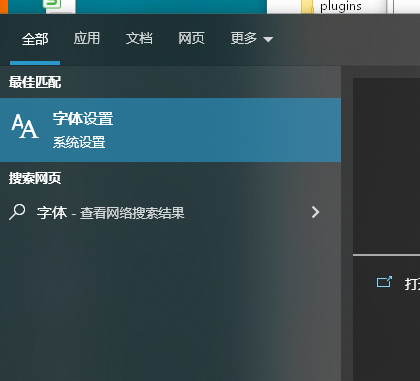 plugins
全部 应用 文档 网页 更多
最佳匹配
字体设置
系统设置
搜索网页
字体 - 查看网络搜索结果
打开